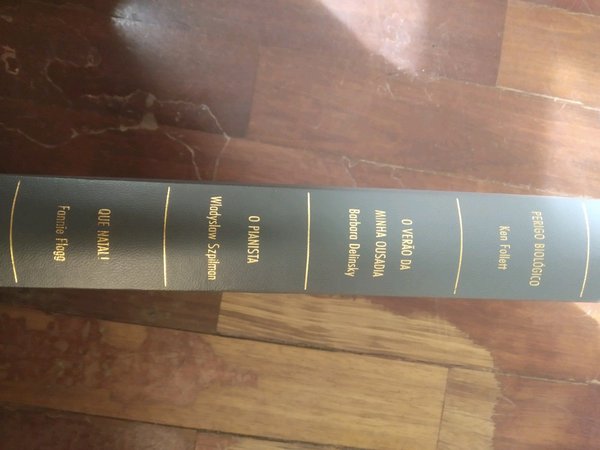 PERIGO BIOLÓGICO
Ken Follett
O VERÃO DA
MINHA OUSADIA
Barbara Delinsky
O PIANISTA
Wladyslaw Szpilman
QUE NATAL!
Fannie Flagg